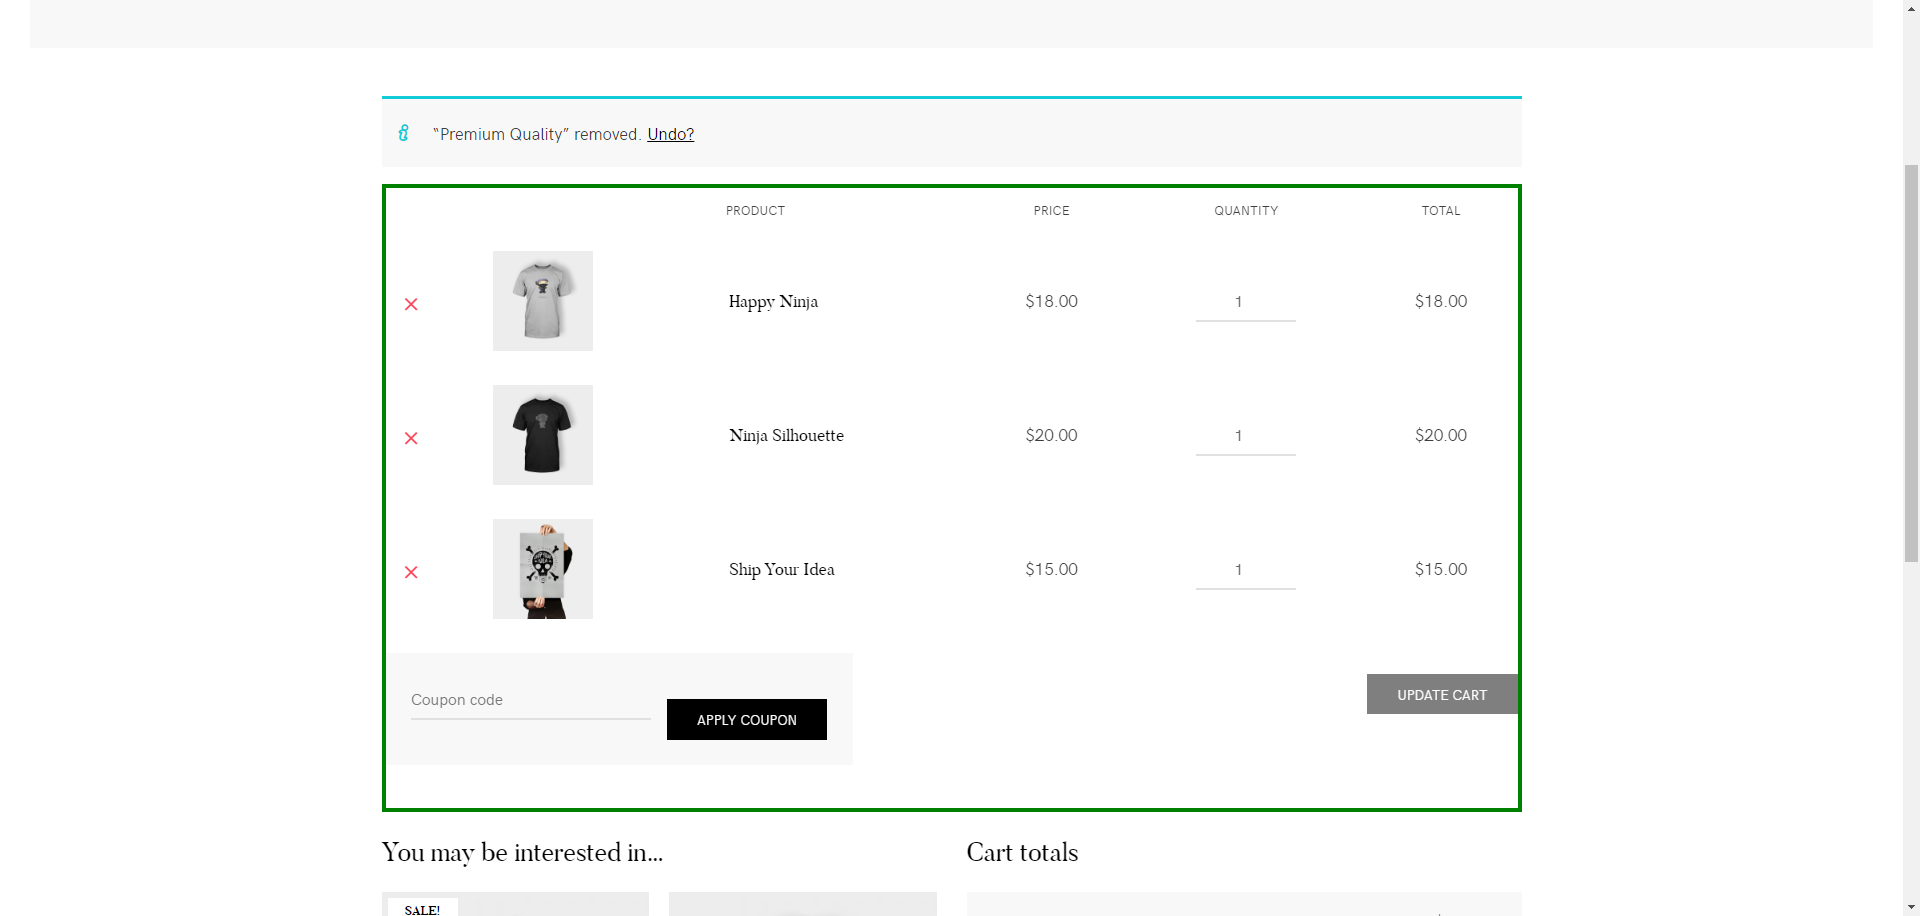 “Premium Quality” removed. Undo?
PRODUCT PRICE QUANTITY TOTAL
Happy Ninja $18.00 1 $18.00
Ninja Silhouette $20.00 1 $20.00
Ship Your Idea $15.00 1 $15.00
Coupon code
APPLY COUPON
UPDATE CART
You may be interested in...
Cart totals
SALE!